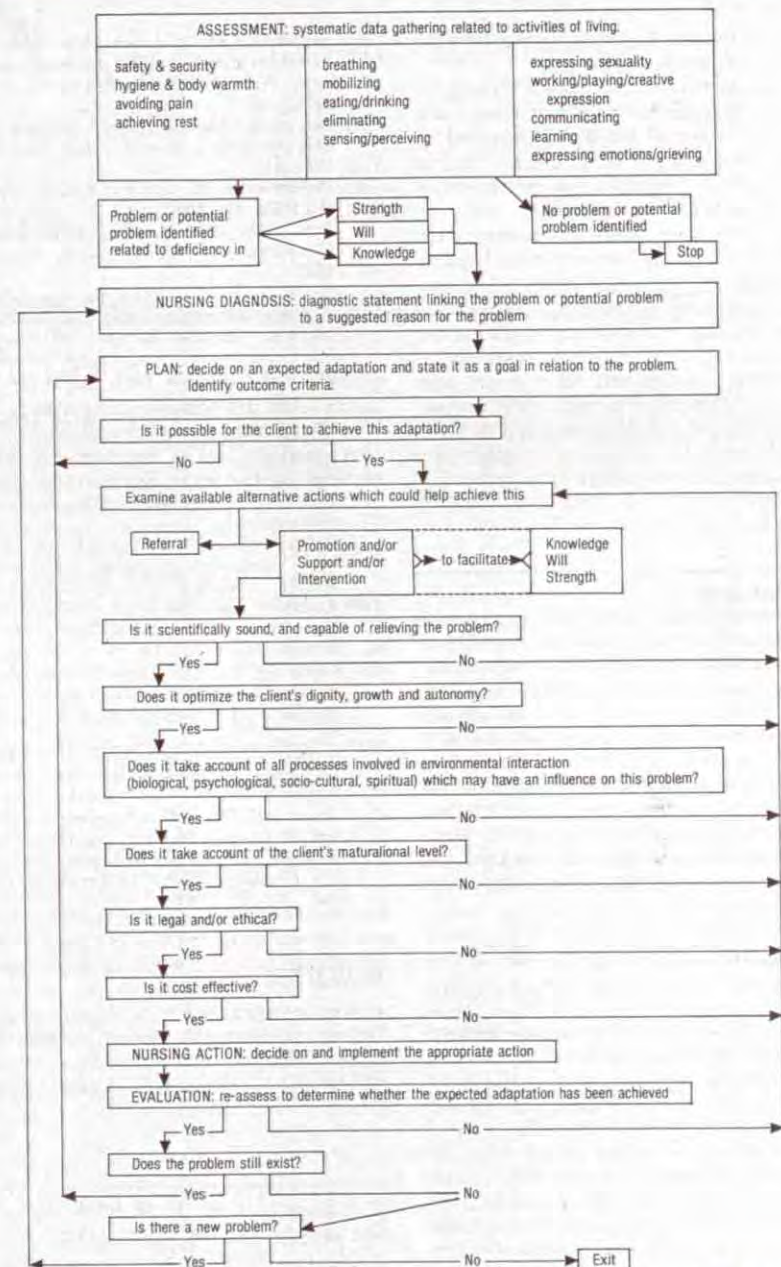 ASSESSMENT: systematic data gathering related to activities of living.
safety & security
hygiene & body warmth
avoiding pain
achieving rest
breathing
mobilizing
eating/drinking
eliminating
sensing/perceiving
expressing sexuality
working/playing/creative
expression
communicating
learning
expressing emotions/grieving
Problem or potential
problem identified
related to deficiency in
Strength
Will
Knowledge
No problem or potential
problem identified
Stop
NURSING DIAGNOSIS: diagnostic statement linking the problem or potential problem
to a suggested reason for the problem
PLAN: decide on an expected adaptation and state it as a goal in relation to the problem.
Identify outcome criteria.
Is it possible for the client to achieve this adaptation?
No
Yes
Examine available alternative actions which could help achieve this
Referral
Promotion and/or
Support and/or
Intervention
to facilitate
Knowledge
Will
Strength
Is it scientifically sound, and capable of relieving the problem?
Yes
No
Does it optimize the client's dignity, growth and autonomy?
Yes
No
Does it take account of all processes involved in environmental interaction
(biological, psychological, socio-cultural, spiritual) which may have an influence on this problem?
Yes
No
Does it take account of the client's maturational level?
Yes
No
Is it legal and/or ethical?
Yes
No
Is it cost effective?
Yes
No
NURSING ACTION: decide on and implement the appropriate action
EVALUATION: re-assess to determine whether the expected adaptation has been achieved
Yes
No
Does the problem still exist?
Yes
No
Is there a new problem?
Yes
No
Exit